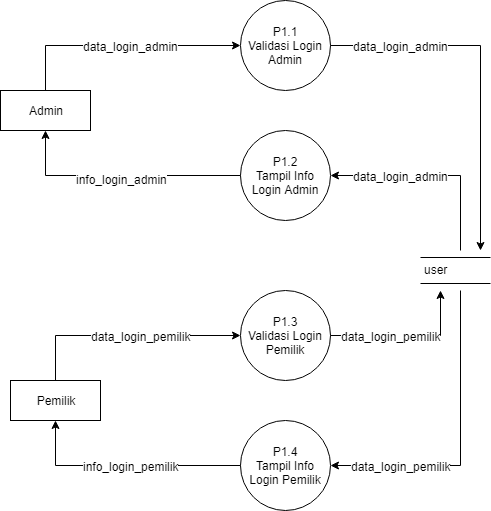 P1.1
Validasi Login
Admin
data_login_admin
data_login_admin
Admin
P1.2
Tampil Info
Login Admin
info_login_admin
data_login_admin
user
P1.3
Validasi Login
Pemilik
data_login_pemilik
data_login_pemilik
Pemilik
P1.4
Tampil Info
Login Pemilik
info_login_pemilik
data_login_pemilik